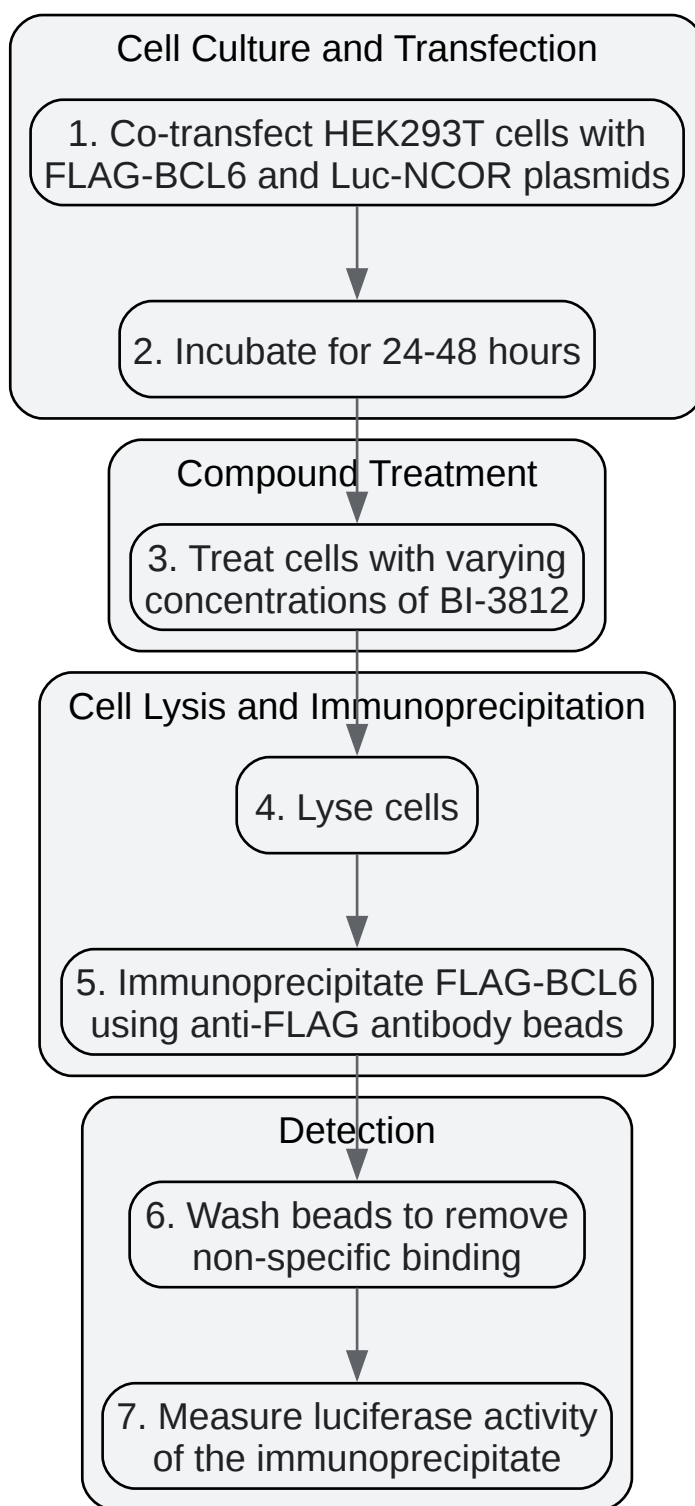 Cell Culture and Transfection
1. Co-transfect HEK293T cells with
FLAG-BCL6 and Luc-NCOR plasmids
2. Incubate for 24-48 hours
Compound Treatment
3. Treat cells with varying
concentrations of BI-3812
Cell Lysis and Immunoprecipitation
4. Lyse cells
5. Immunoprecipitate FLAG-BCL6
using anti-FLAG antibody beads
Detection
6. Wash beads to remove
non-specific binding
7. Measure luciferase activity
of the immunoprecipitate